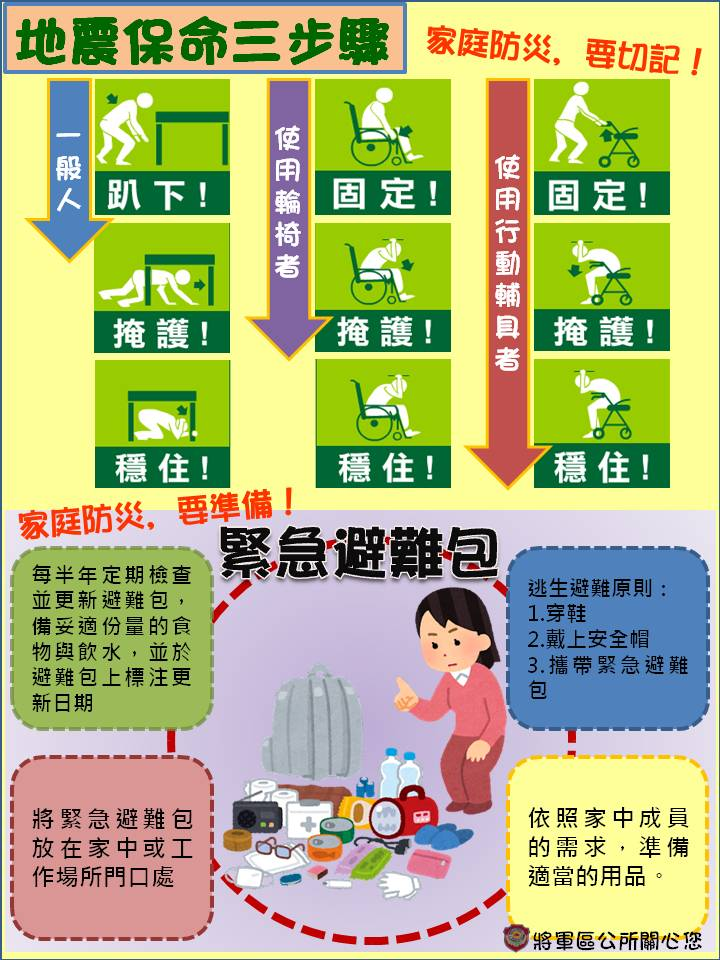 地震保命三步驟
家庭防災，要切記！
一般人
趴下！
掩護！
穩住！
使用輪椅者
固定！
掩護！
穩住！
使用行動輔具者
固定！
掩護！
穩住！
家庭防災，要準備！
緊急避難包
每半年定期檢查
並更新避難包，
備妥適份量的食
物與飲水，並於
避難包上標注更
新日期
逃生避難原則：
1.穿鞋
2.戴上安全帽
3.攜帶緊急避難
包
將緊急避難包
放在家中或工
作場所門口處
依照家中成員
的需求，準備
適當的用品。
將軍區公所關心您